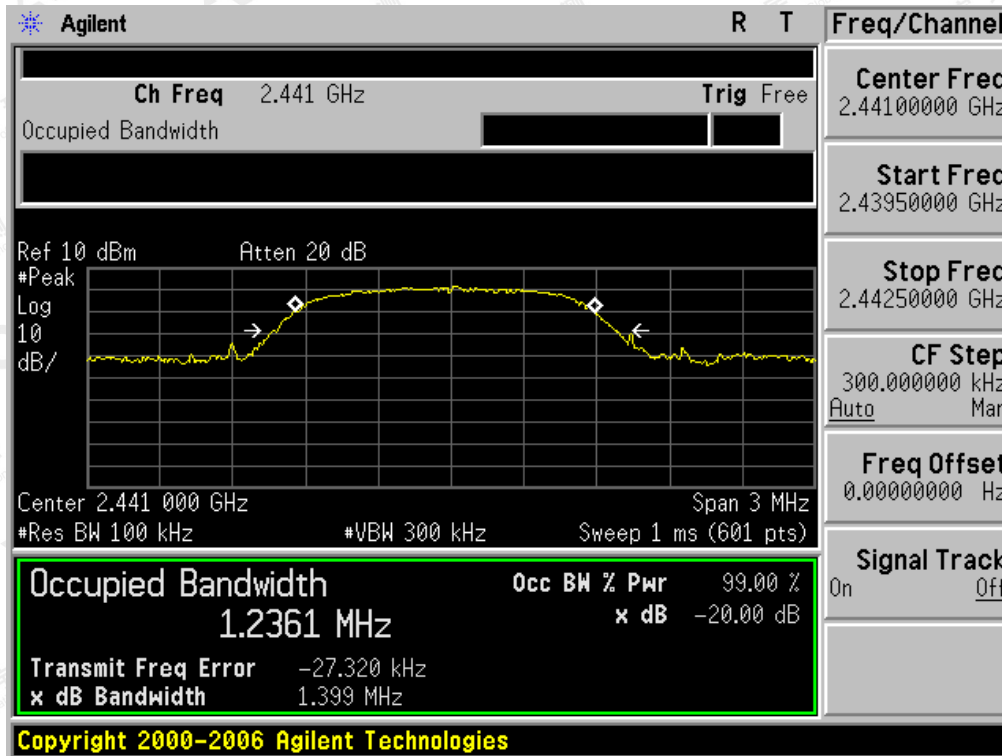 Agilent R T Freq/Channel
Ch Freq 2.441 GHz Trig Free
Occupied Bandwidth
Center Freq
2.44100000 GHz
Start Freq
2.43950000 GHz
Stop Freq
2.44250000 GHz
CF Step
300.000000 kHz
Auto Man
Freq Offset
0.00000000 Hz
Signal Track
On Off
Ref 10 dBm Atten 20 dB
#Peak
Log
10
dB/
Center 2.441 000 GHz Span 3 MHz
#Res BW 100 kHz #VBW 300 kHz Sweep 1 ms (601 pts)
Occupied Bandwidth Occ BW % Pwr 99.00 %
1.2361 MHz x dB -20.00 dB
Transmit Freq Error -27.320 kHz
x dB Bandwidth 1.399 MHz
Copyright 2000-2006 Agilent Technologies